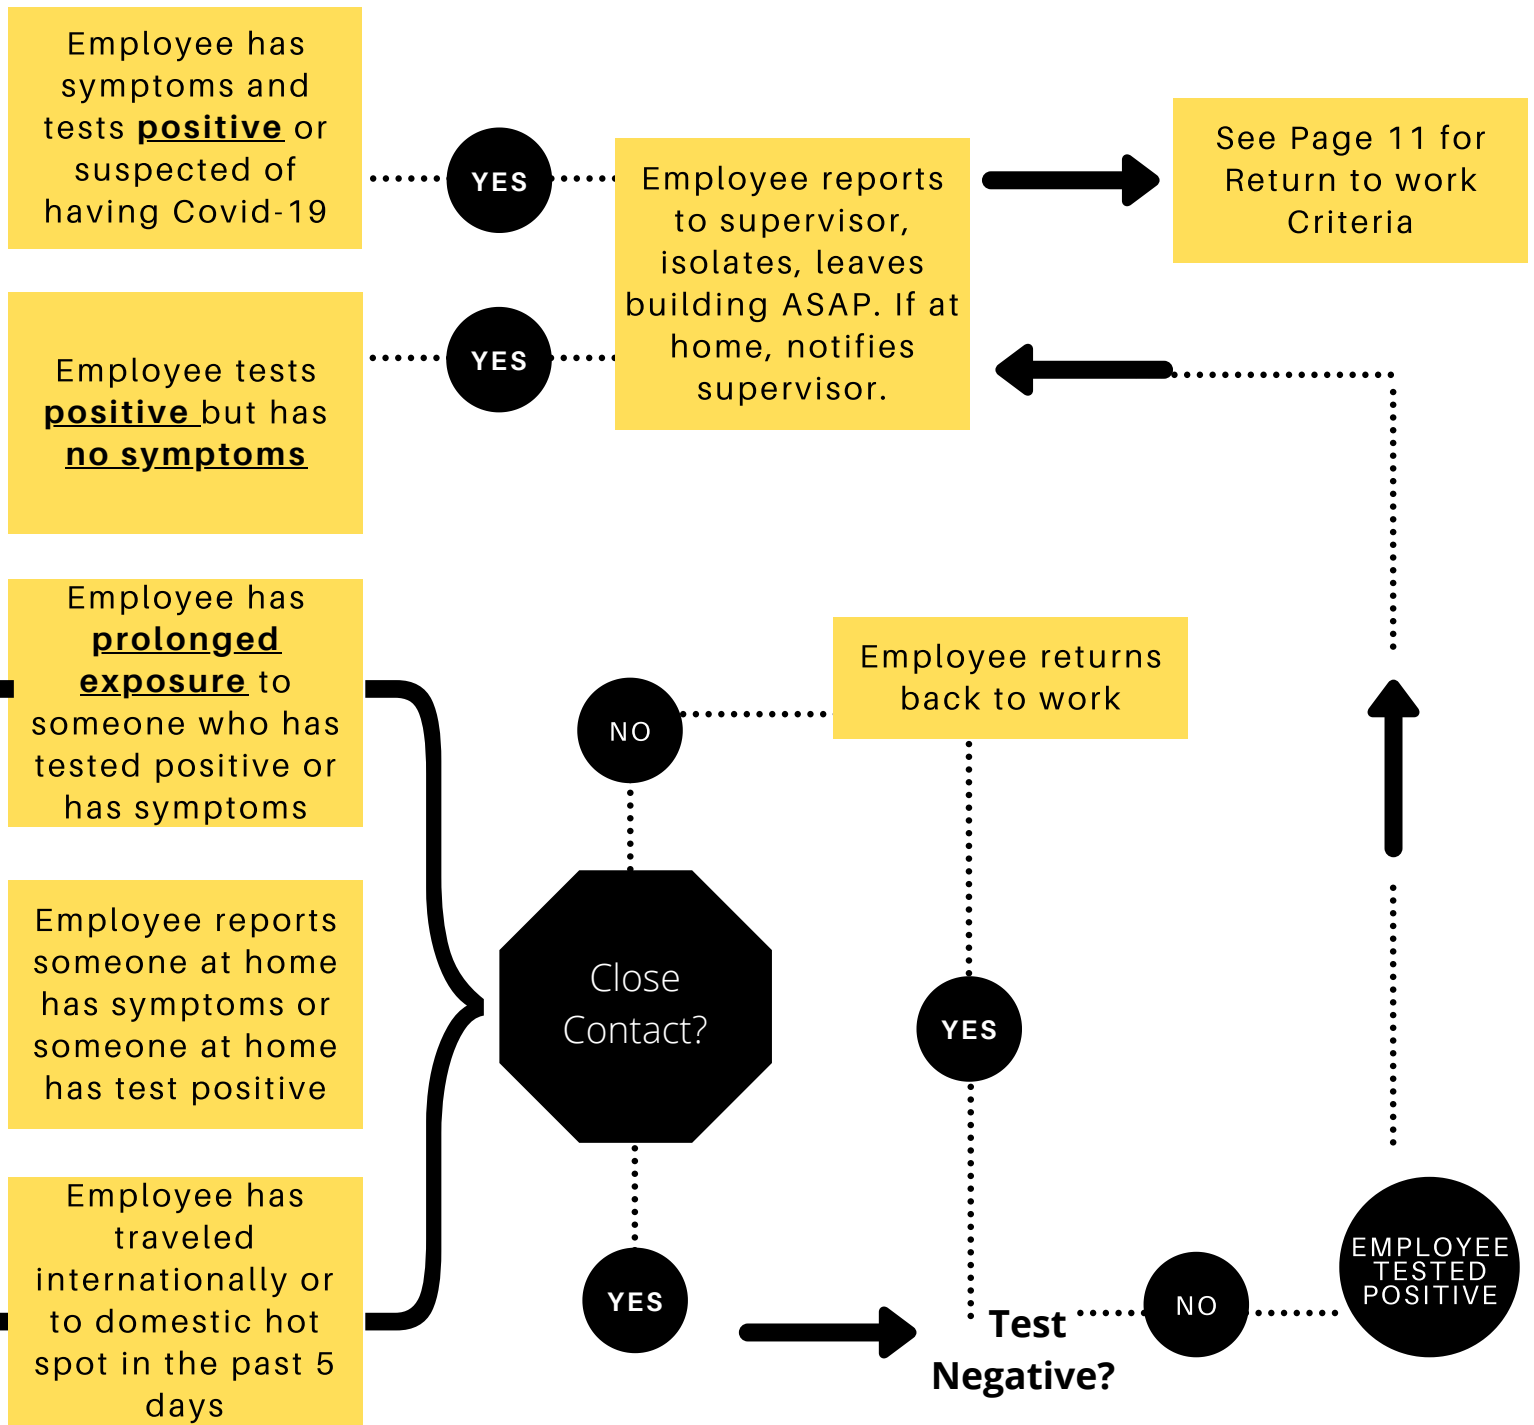 Employee has
symptoms and
tests positive or
suspected of
having Covid-19
YES
Employee reports
to supervisor,
isolates, leaves
building ASAP. If at
home, notifies
supervisor.
See Page 11 for
Return to work
Criteria
Employee tests
positive but has
no symptoms
YES
Employee has
prolonged
exposure to
someone who has
tested positive or
has symptoms
NO
Employee returns
back to work
Employee reports
someone at home
has symptoms or
someone at home
has test positive
Close
Contact?
YES
Employee has
traveled
internationally or
to domestic hot
spot in the past 5
days
YES
Test
Negative?
NO
EMPLOYEE
TESTED
POSITIVE